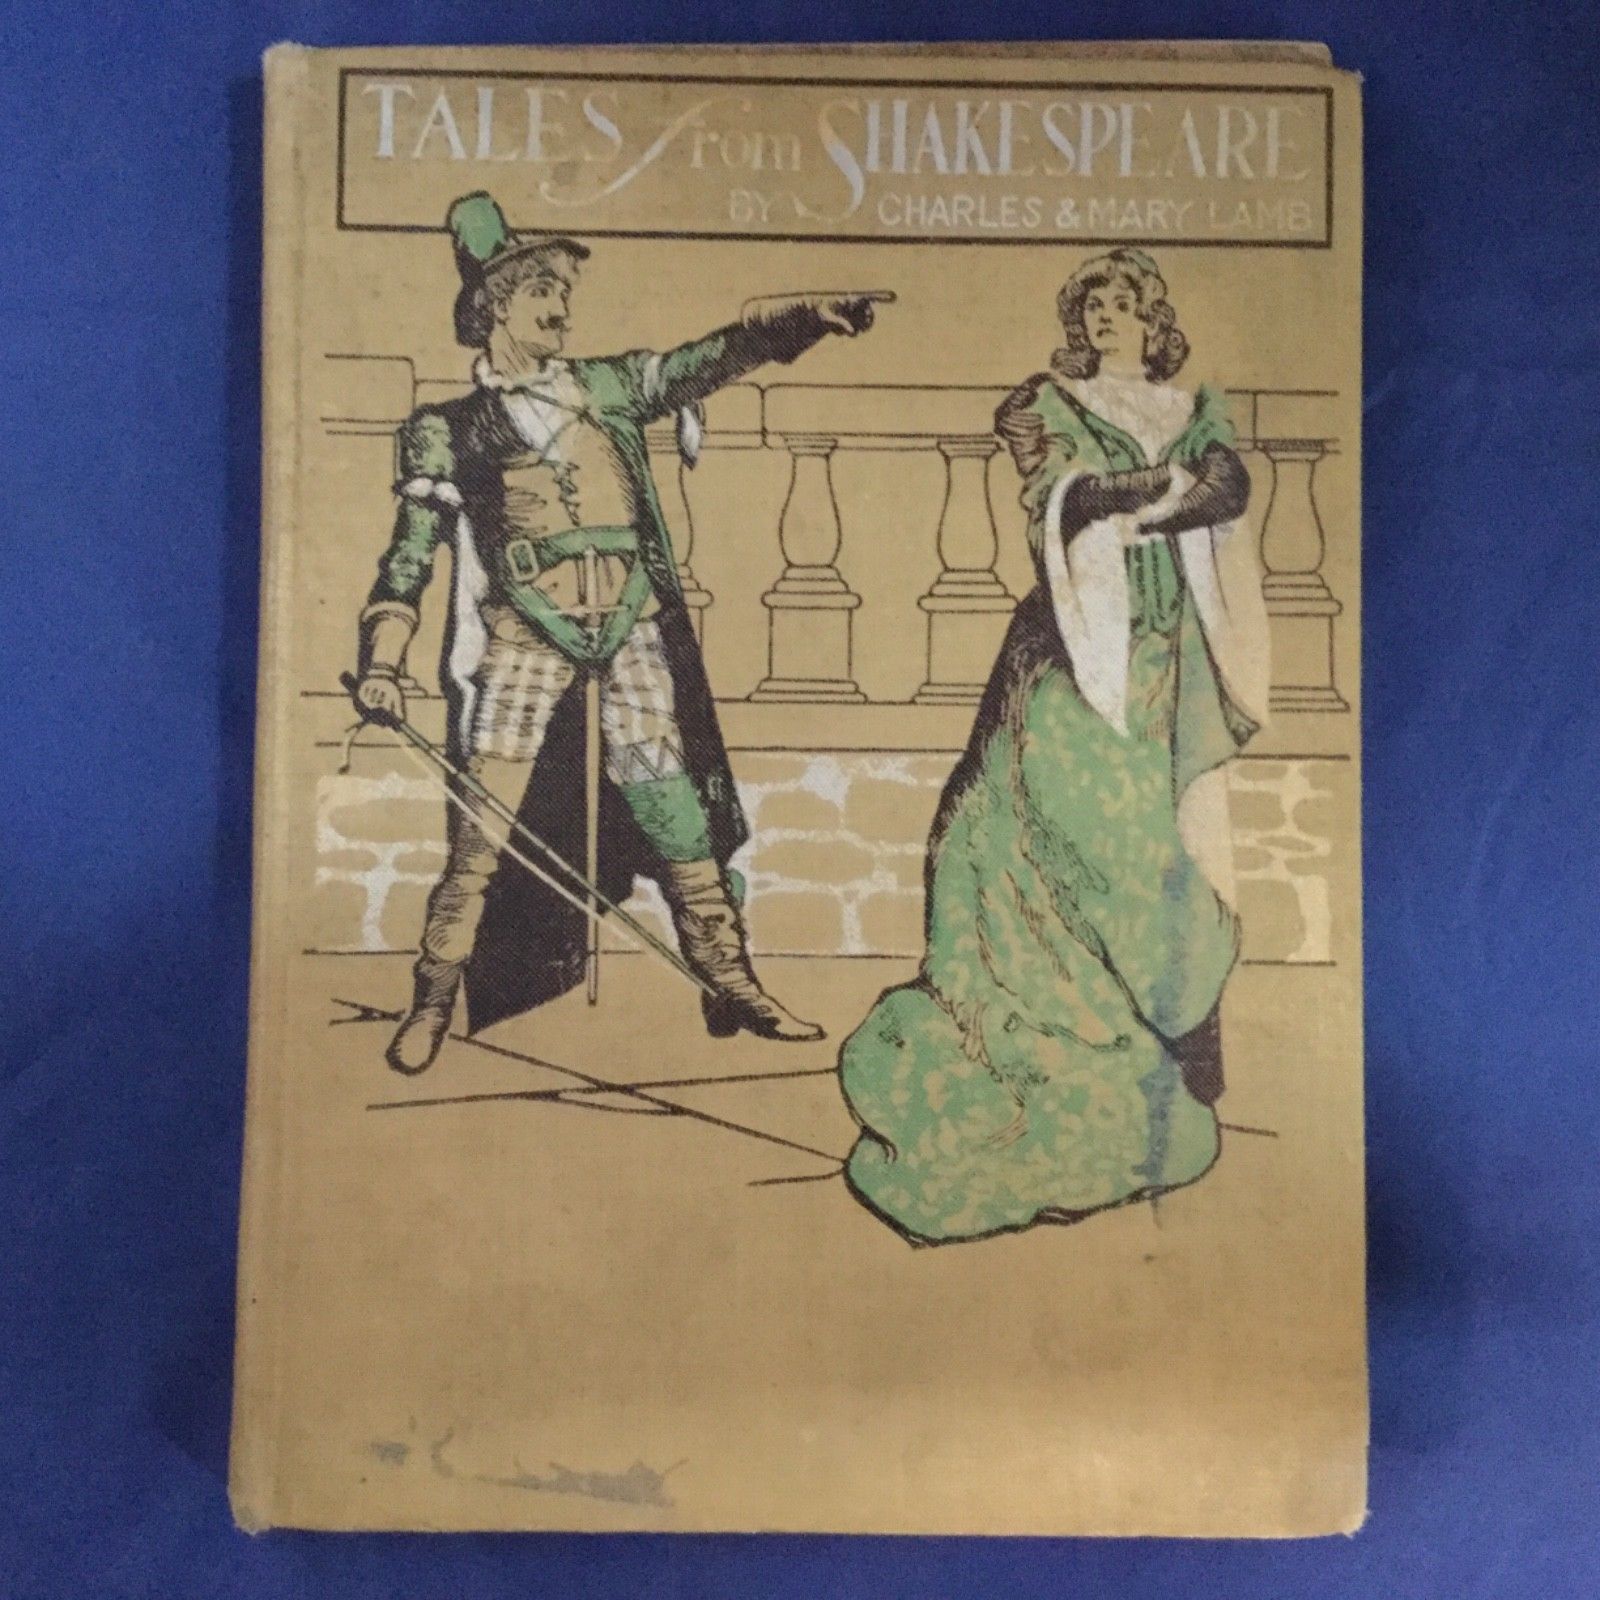 TALES from SHAKESPEARE
BY CHARLES & MARY LAMB